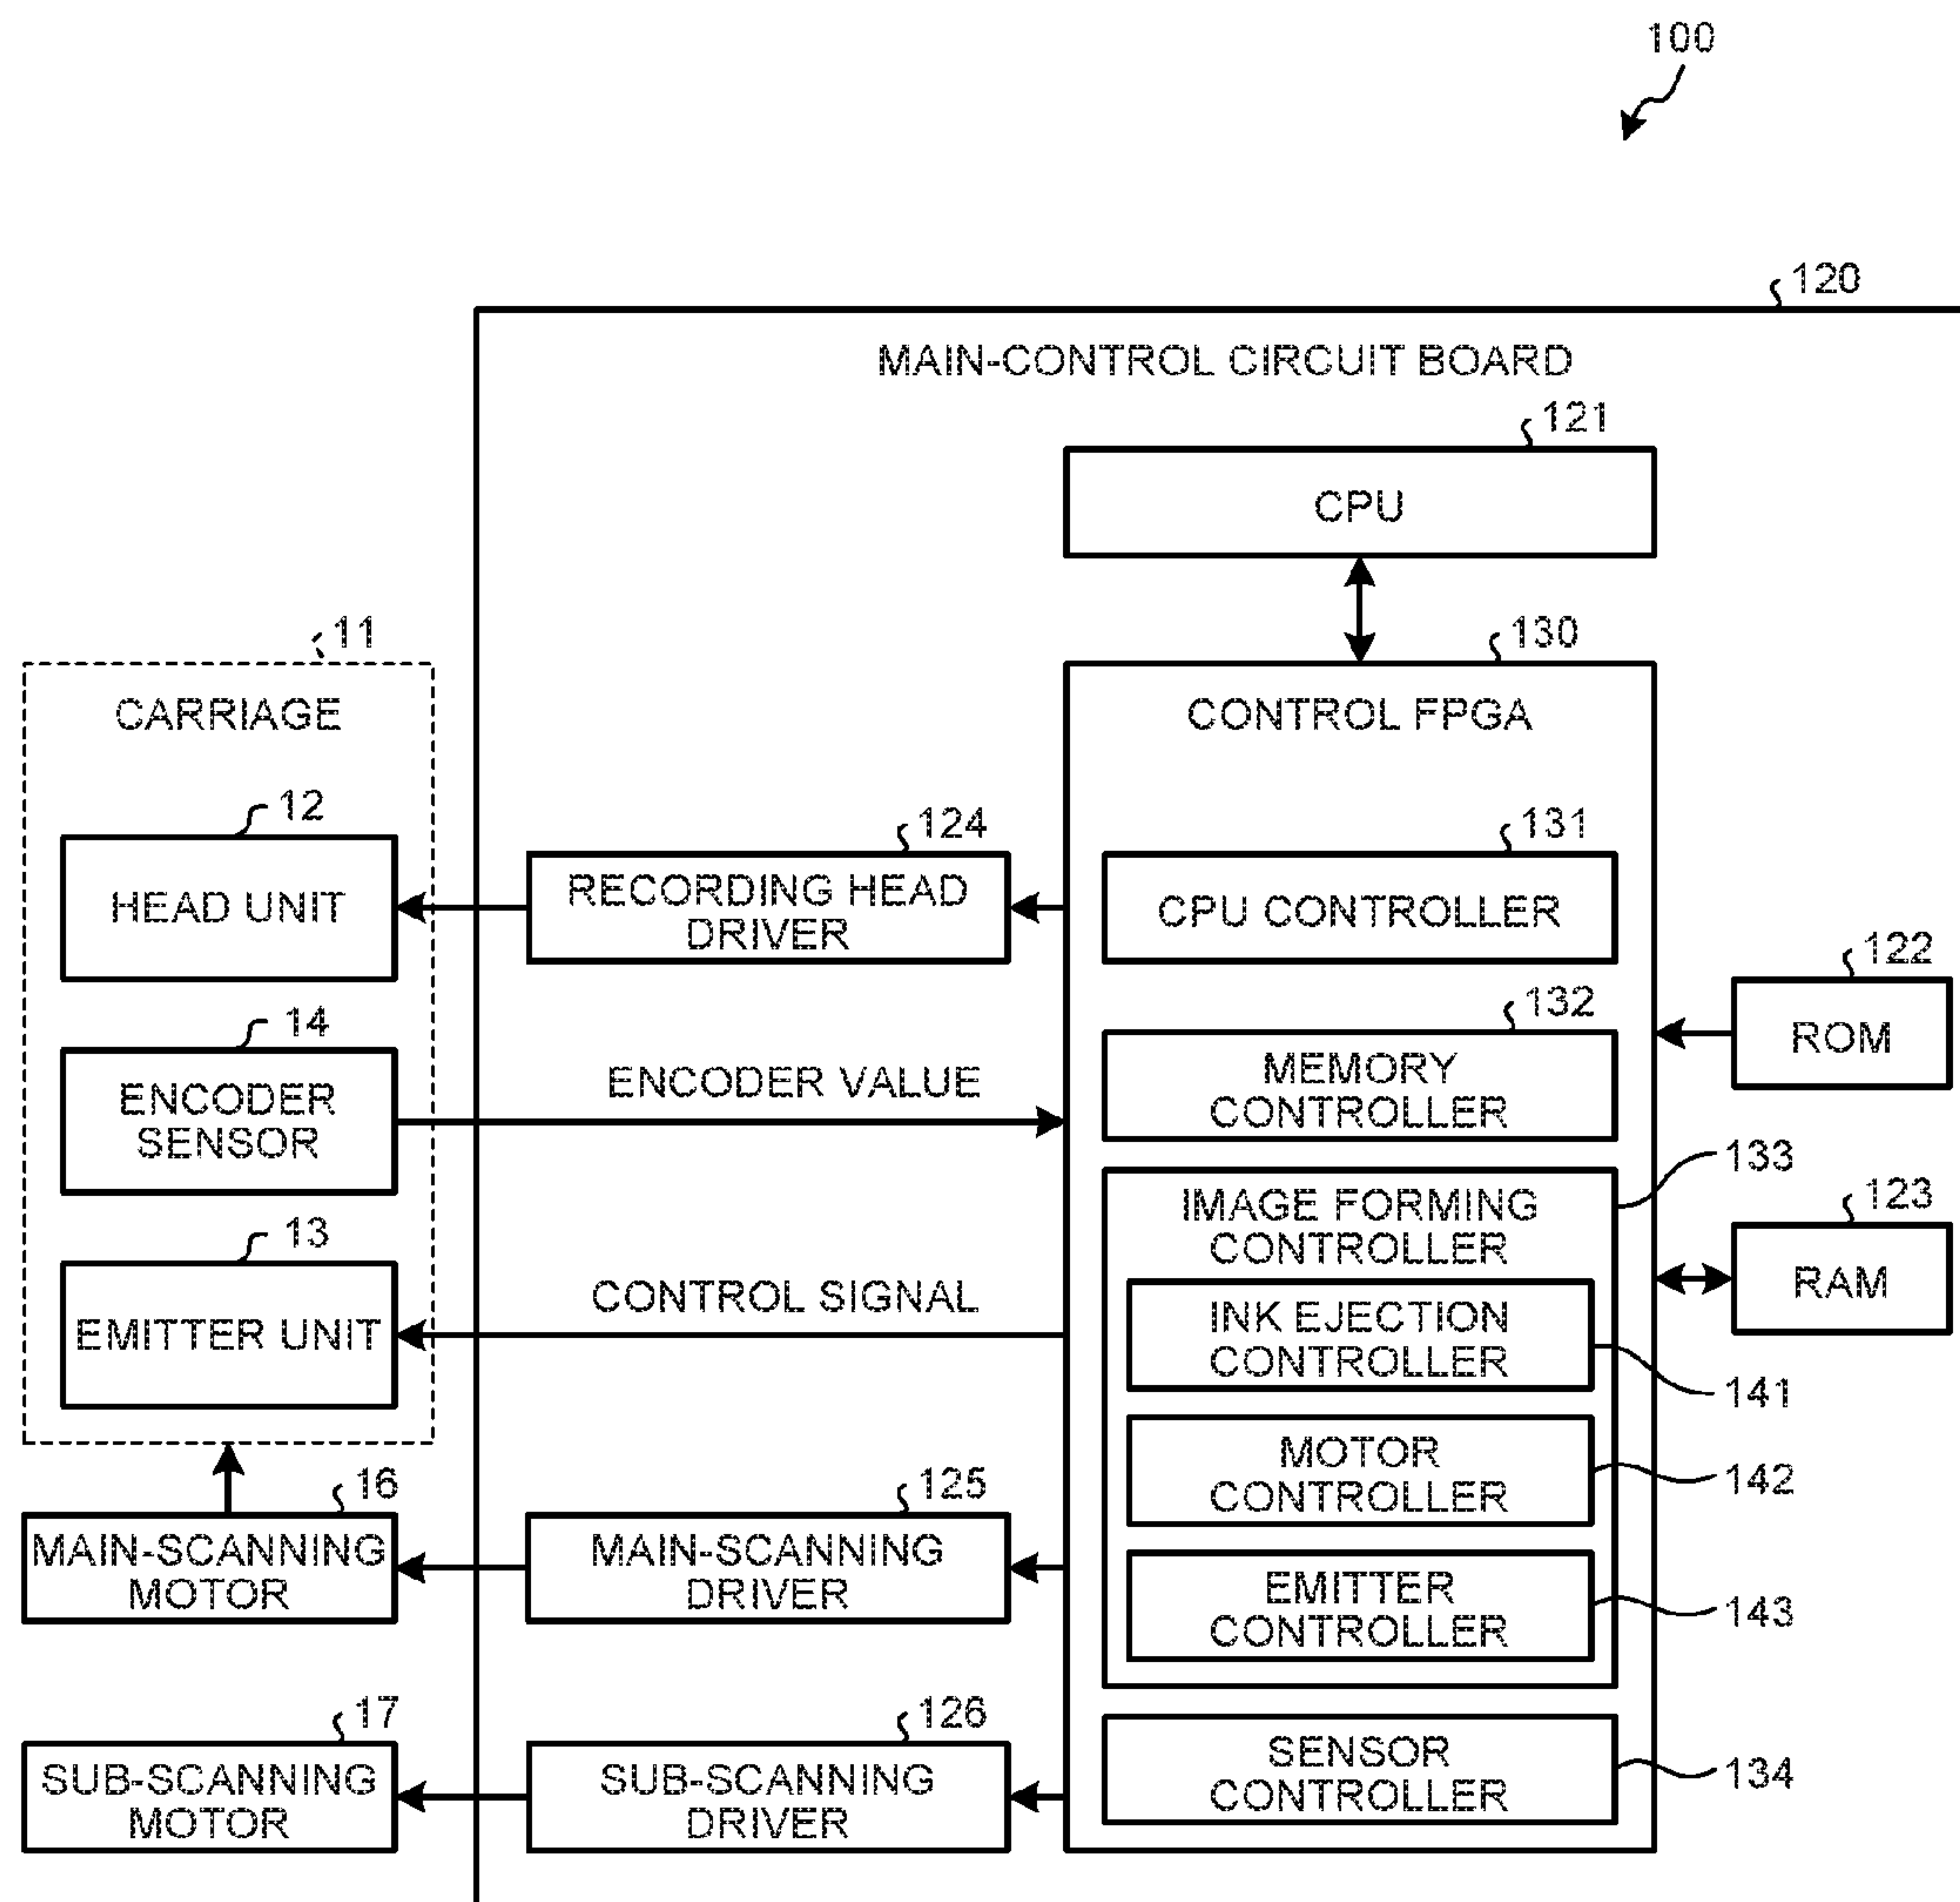 100
120
MAIN-CONTROL CIRCUIT BOARD
121
CPU
11
130
CARRIAGE
CONTROL FPGA
12
124
131
HEAD UNIT
RECORDING HEAD
DRIVER
CPU CONTROLLER
122
ROM
14
132
ENCODER
SENSOR
ENCODER VALUE
MEMORY
CONTROLLER
133
IMAGE FORMING
CONTROLLER
123
RAM
13
EMITTER UNIT
CONTROL SIGNAL
INK EJECTION
CONTROLLER
141
MOTOR
CONTROLLER
142
16
125
MAIN-SCANNING
MOTOR
MAIN-SCANNING
DRIVER
EMITTER
CONTROLLER
143
17
126
SUB-SCANNING
MOTOR
SUB-SCANNING
DRIVER
SENSOR
CONTROLLER
134